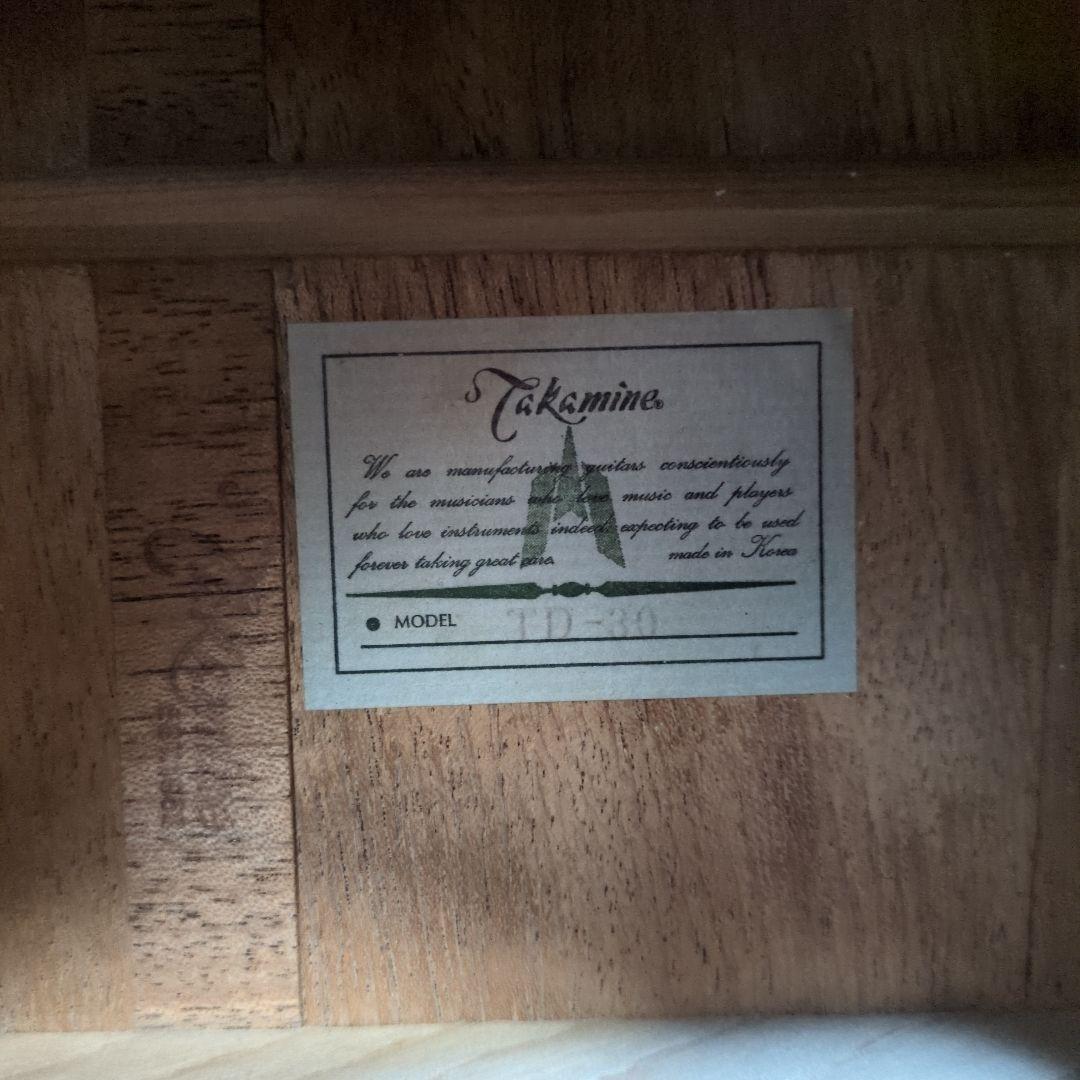 Takamine®
We are manufacturing guitars conscientiously
for the musicians who love music and players
who love instruments indeed expecting to be used
forever taking great care. made in Korea
● MODEL TD-30